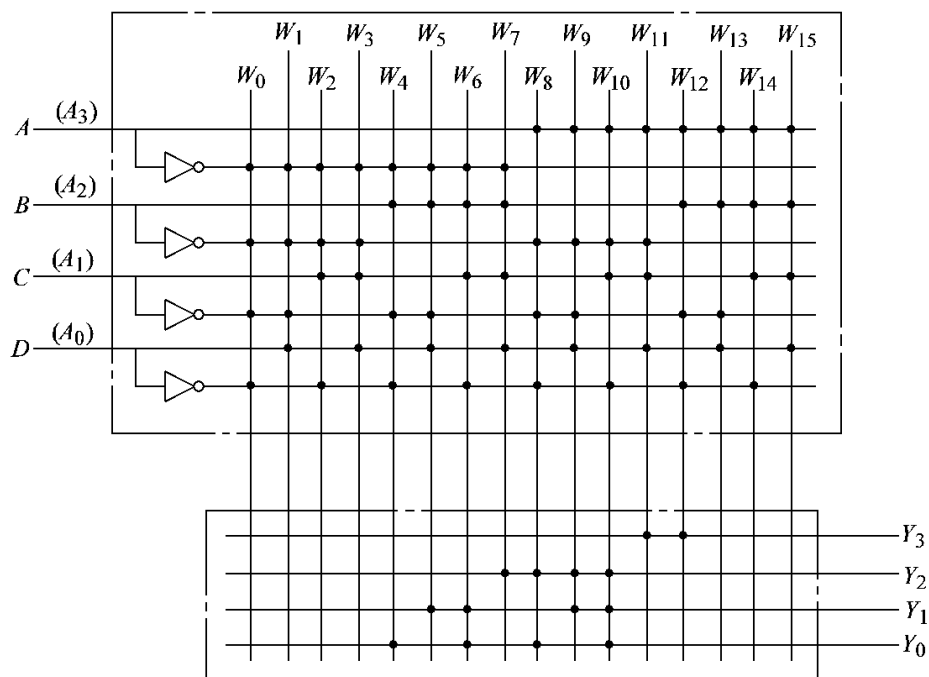 W₁ W₃ W₅ W₇ W₉ W₁₁ W₁₃ W₁₅
W₀ W₂ W₄ W₆ W₈ W₁₀ W₁₂ W₁₄
A (A₃)
B (A₂)
C (A₁)
D (A₀)
Y₃
Y₂
Y₁
Y₀